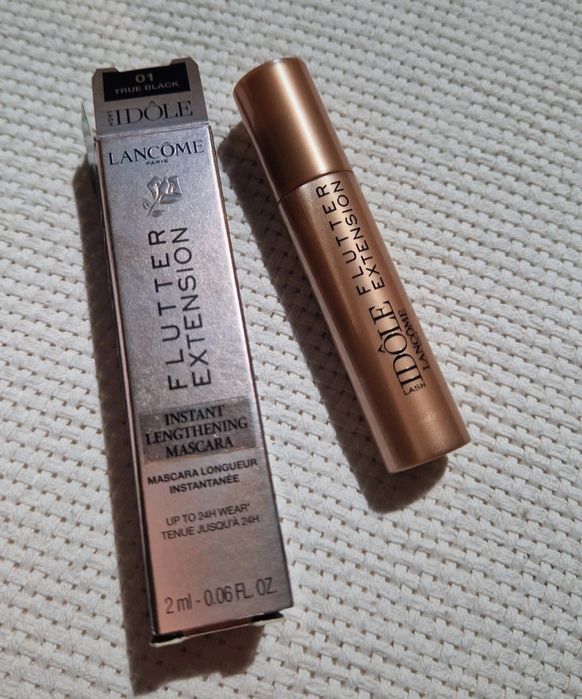 01
TRUE BLACK
LASH IDÔLE
LANCÔME
PARIS
FLUTTER
EXTENSION
INSTANT
LENGTHENING
MASCARA
MASCARA LONGUEUR
INSTANTANÉE
UP TO 24H WEAR*
TENUE JUSQU'À 24H
2 ml - 0.06 FL. OZ.
FLUTTER
EXTENSION
LASH IDÔLE
LANCÔME